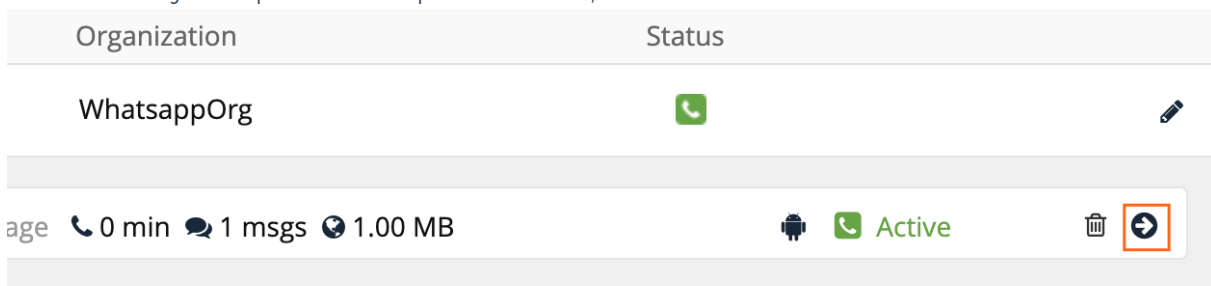 Organization Status
WhatsappOrg
age 0 min 1 msgs 1.00 MB Active